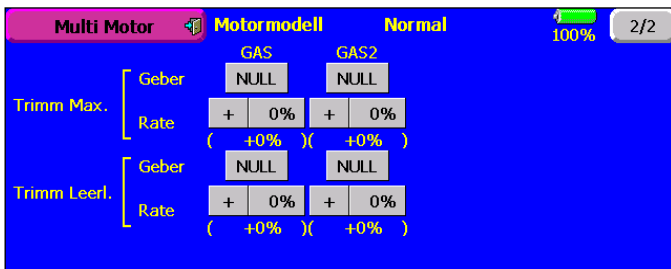 Multi Motor Motormodell Normal 100% 2/2
GAS GAS2
Geber NULL NULL
Trimm Max.
Rate + 0% + 0%
( +0% )( +0% )
Geber NULL NULL
Trimm Leerl.
Rate + 0% + 0%
( +0% )( +0% )